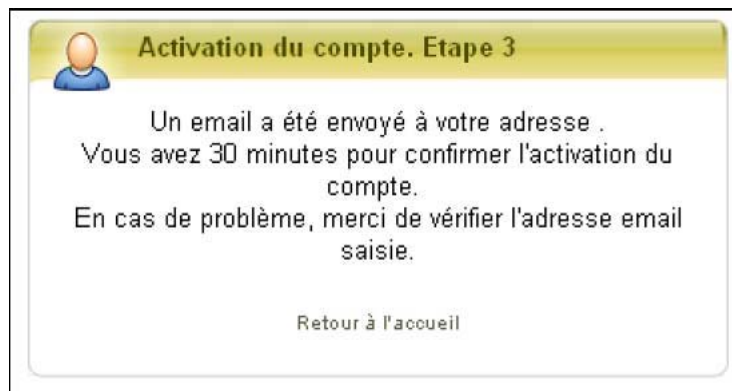 Activation du compte. Etape 3
Un email a été envoyé à votre adresse .
Vous avez 30 minutes pour confirmer l'activation du
compte.
En cas de problème, merci de vérifier l'adresse email
saisie.
Retour à l'accueil